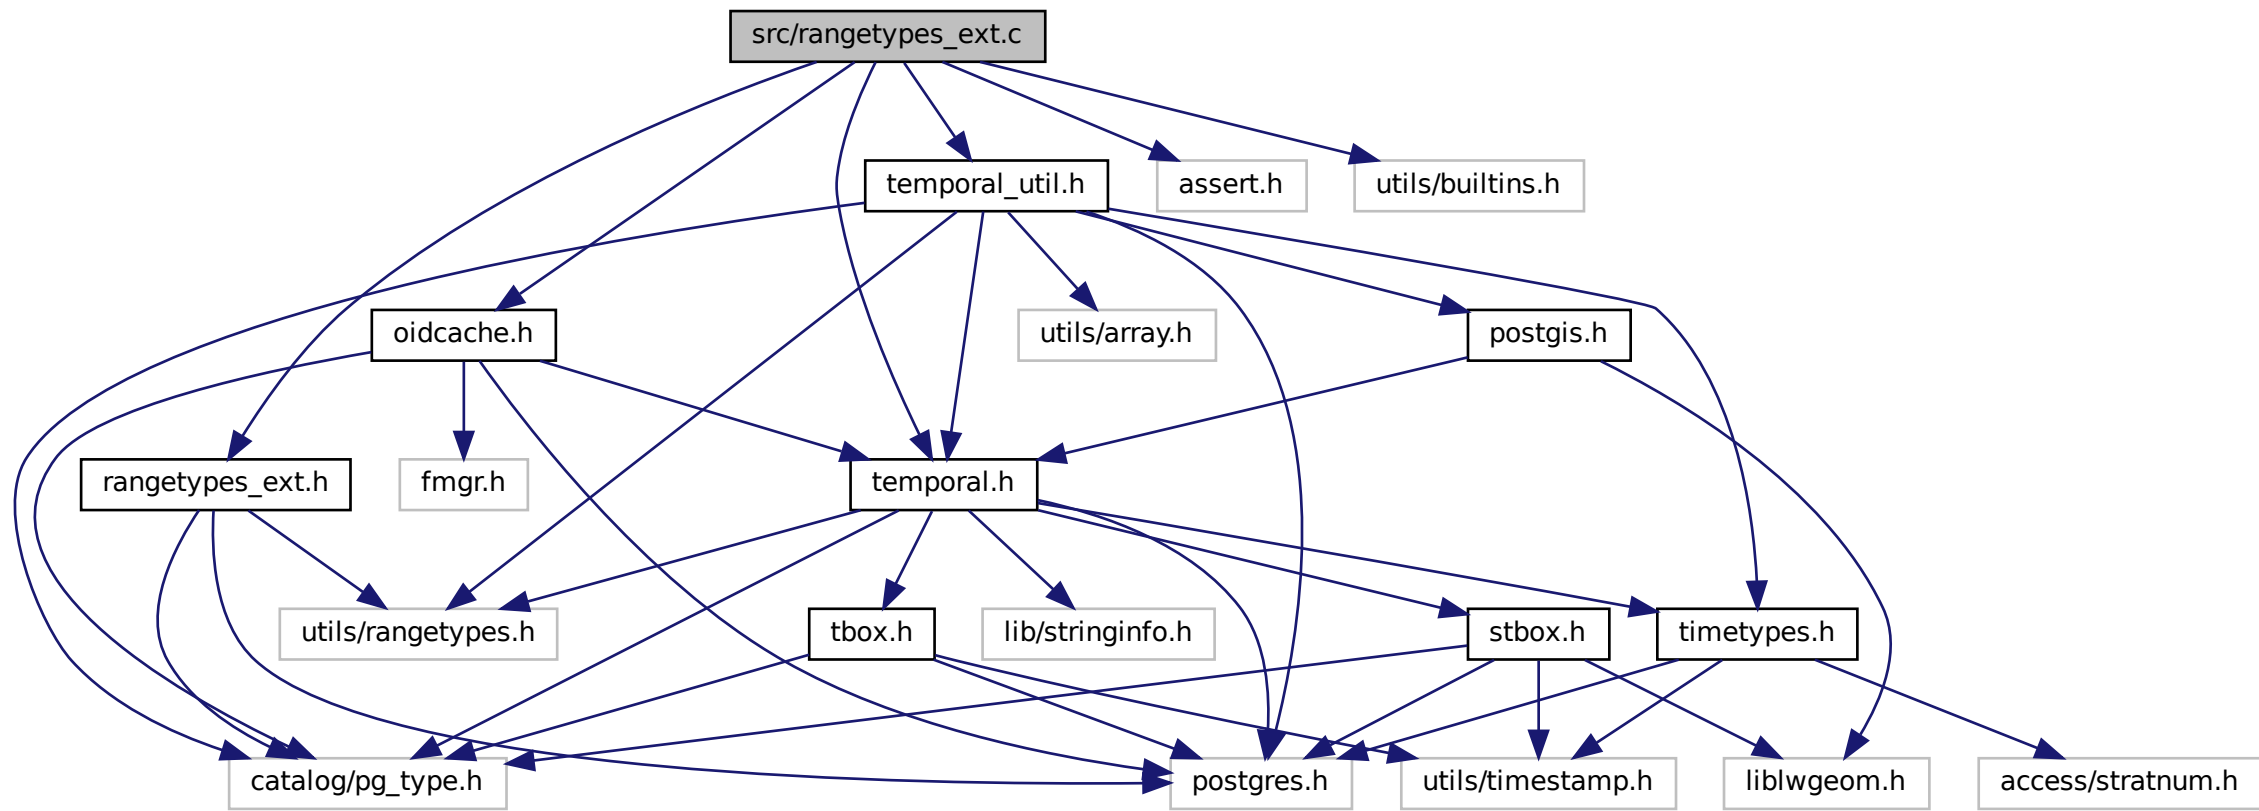 src/rangetypes_ext.c
temporal_util.h
assert.h
utils/builtins.h
oidcache.h
utils/array.h
postgis.h
rangetypes_ext.h
fmgr.h
temporal.h
utils/rangetypes.h
tbox.h
lib/stringinfo.h
stbox.h
timetypes.h
catalog/pg_type.h
postgres.h
utils/timestamp.h
liblwgeom.h
access/stratnum.h